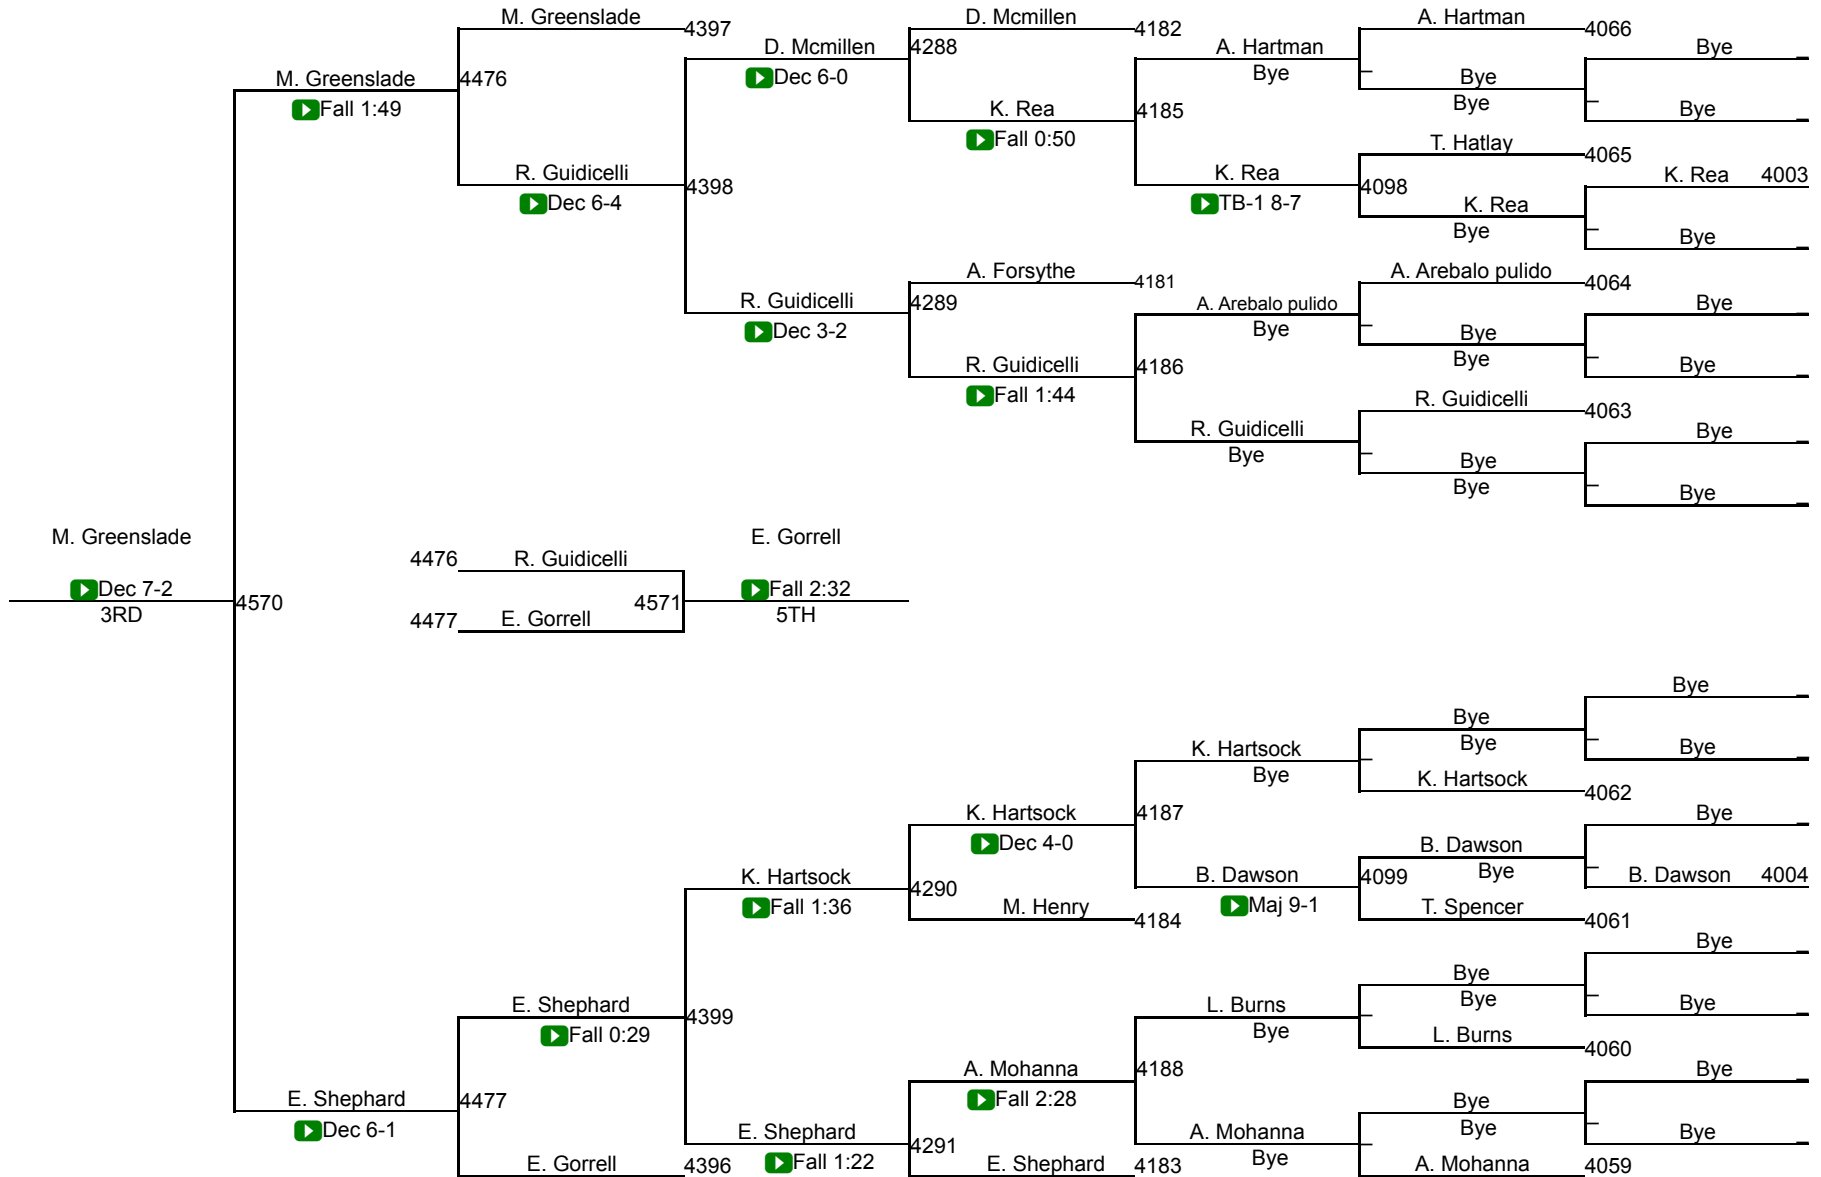 M. Greenslade
4397
D. Mcmillen
4182
A. Hartman
4066
D. Mcmillen
4288
A. Hartman
Bye
M. Greenslade
4476
Dec 6-0
Bye
Bye
Fall 1:49
K. Rea
4185
Bye
Bye
Fall 0:50
T. Hatlay
4065
R. Guidicelli
4398
K. Rea
4098
K. Rea 4003
Dec 6-4
TB-1 8-7
K. Rea
Bye
Bye
A. Forsythe
4181
A. Arebalo pulido
4064
R. Guidicelli
4289
A. Arebalo pulido
Bye
Dec 3-2
Bye
Bye
R. Guidicelli
4186
Bye
Bye
Fall 1:44
R. Guidicelli
4063
R. Guidicelli
Bye
Bye
Bye
Bye
Bye
M. Greenslade
E. Gorrell
4476
R. Guidicelli
Dec 7-2
4570
4571
Fall 2:32
3RD
4477
E. Gorrell
5TH
Bye
Bye
K. Hartsock
Bye
Bye
Bye
K. Hartsock
4062
K. Hartsock
4187
Bye
Dec 4-0
B. Dawson
K. Hartsock
4290
B. Dawson
4099
Bye
B. Dawson 4004
Fall 1:36
M. Henry
4184
Maj 9-1
T. Spencer
4061
Bye
Bye
E. Shephard
4399
L. Burns
Bye
Bye
Fall 0:29
Bye
L. Burns
4060
A. Mohanna
4188
Bye
E. Shephard
4477
Fall 2:28
Bye
Dec 6-1
E. Shephard
4291
A. Mohanna
Bye
Bye
E. Gorrell
4396
Fall 1:22
E. Shephard
4183
Bye
A. Mohanna
4059